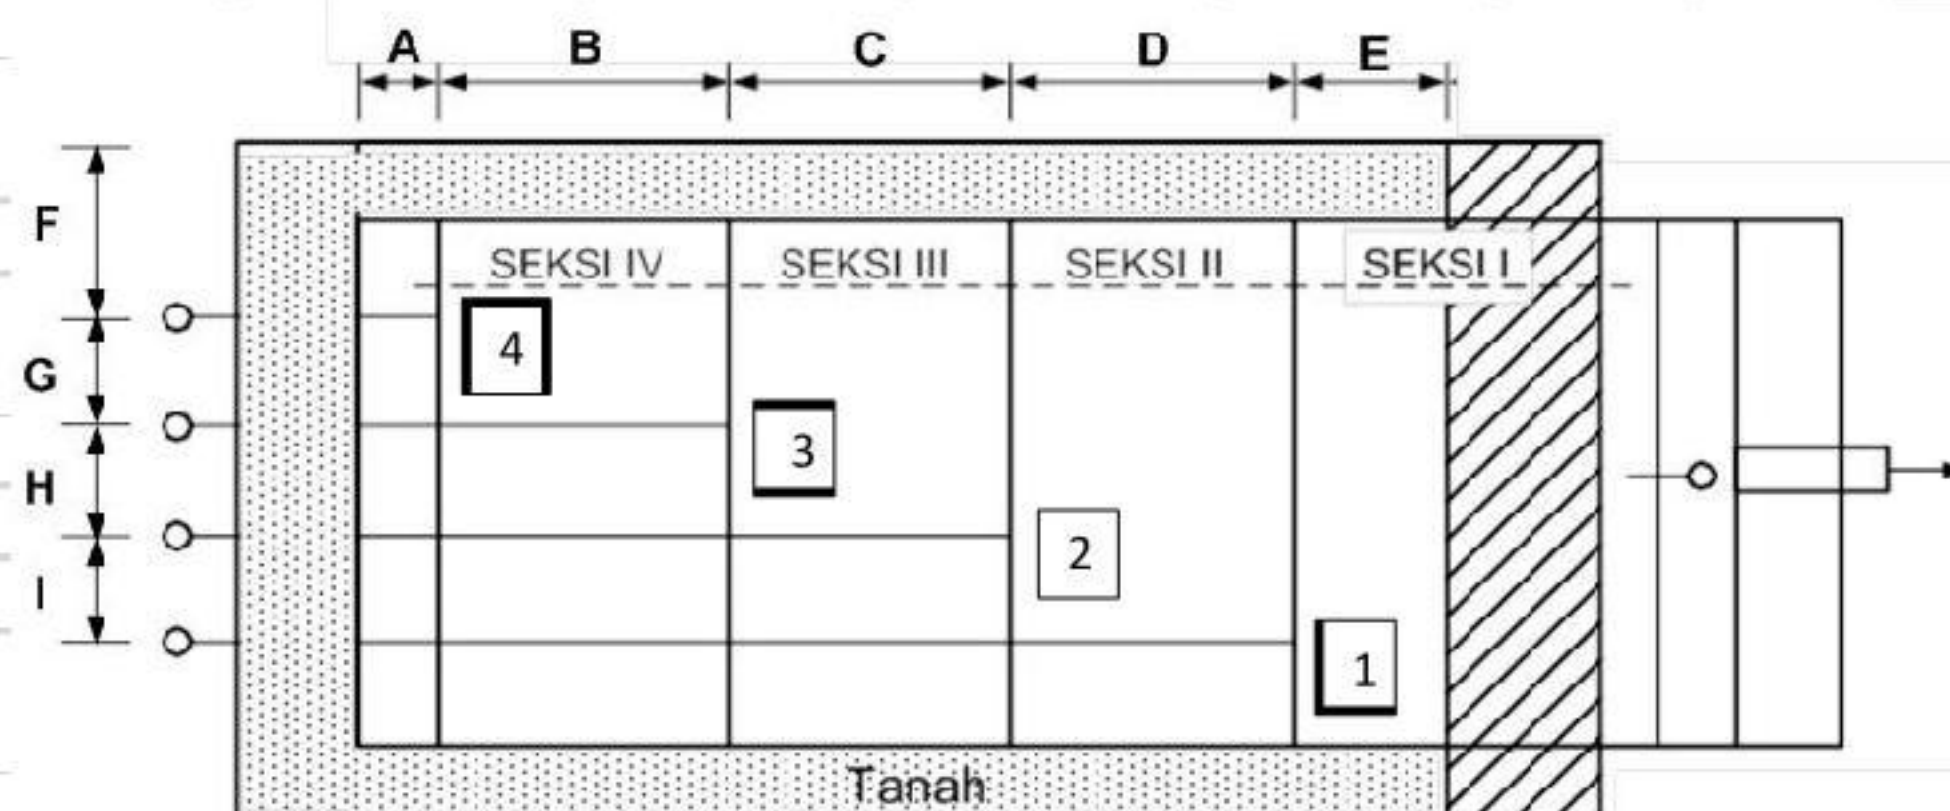 A B C D E
F
SEKSI IV SEKSI III SEKSI II SEKSI I
4
G
3
H
2
I
1
Tanah